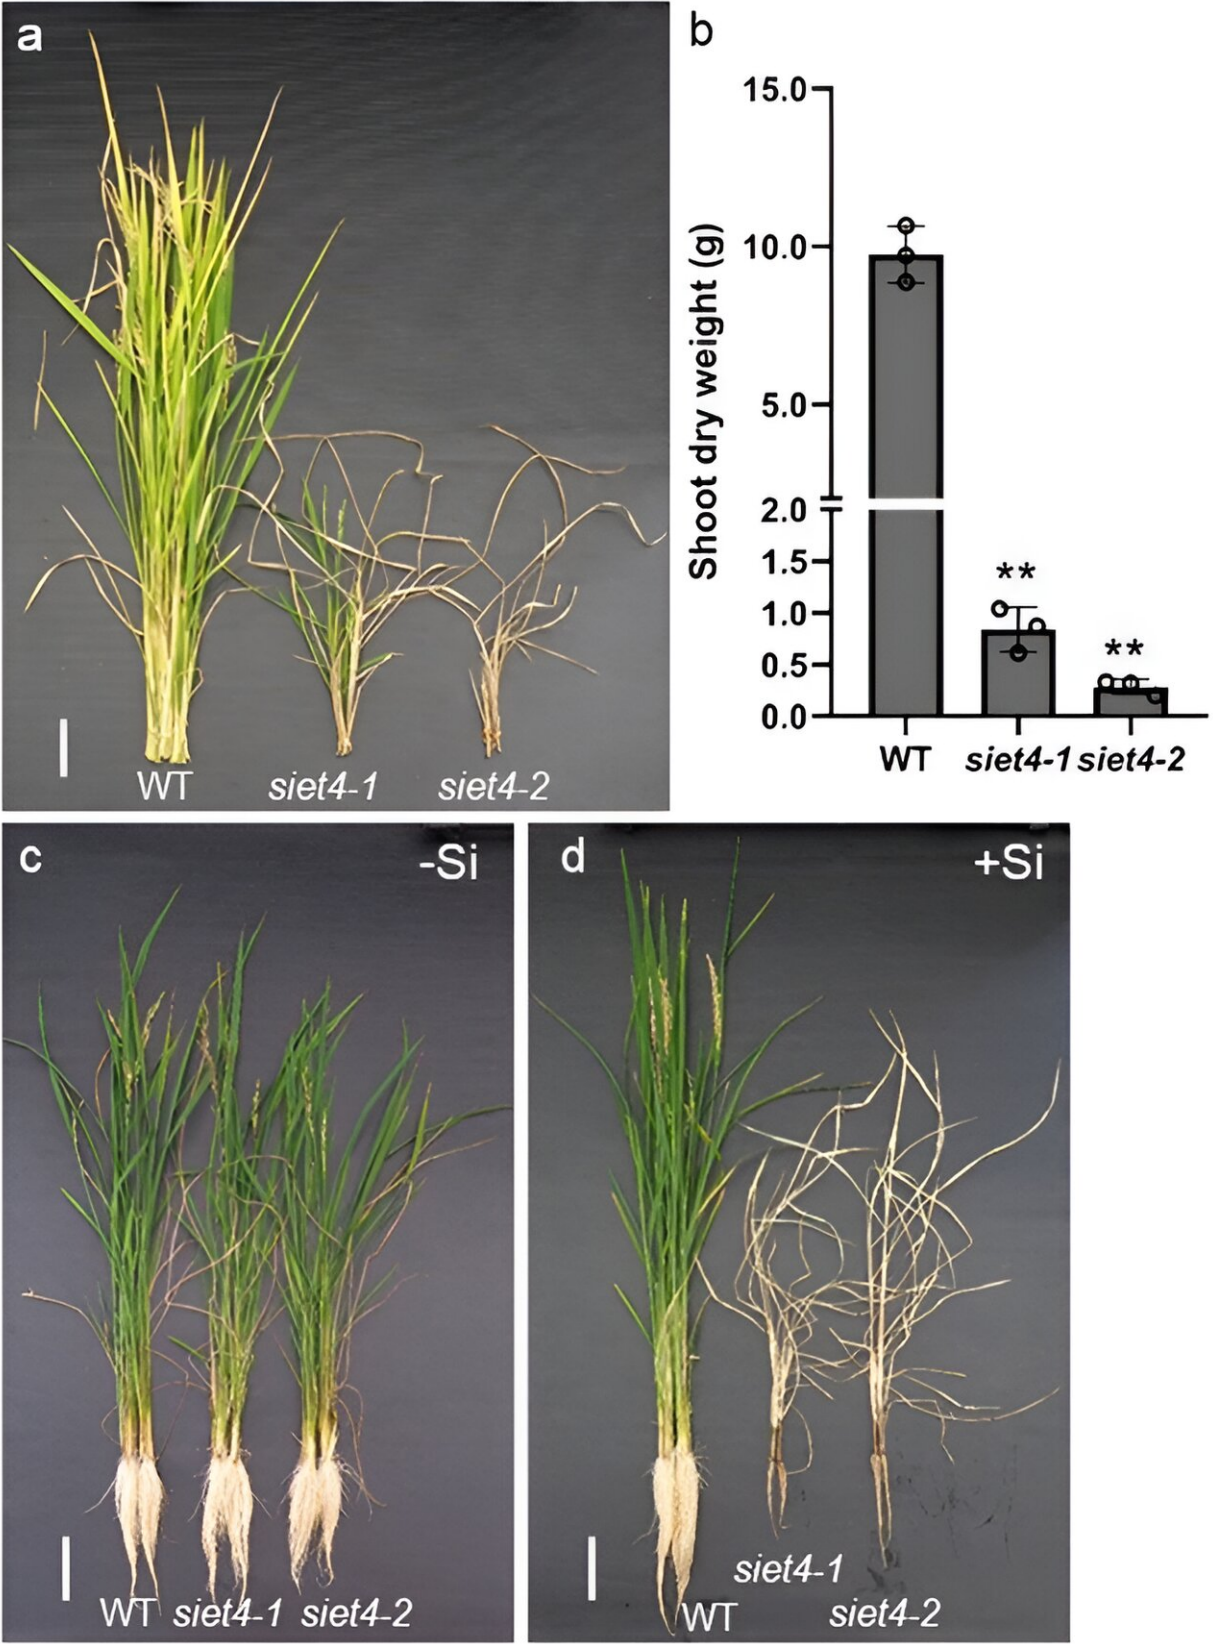 a
WT siet4-1 siet4-2
b
Shoot dry weight (g)
15.0
10.0
5.0
2.0
1.5
1.0
0.5
0.0
**
**
WT siet4-1 siet4-2
c -Si
WT siet4-1 siet4-2
d +Si
siet4-1
WT siet4-2